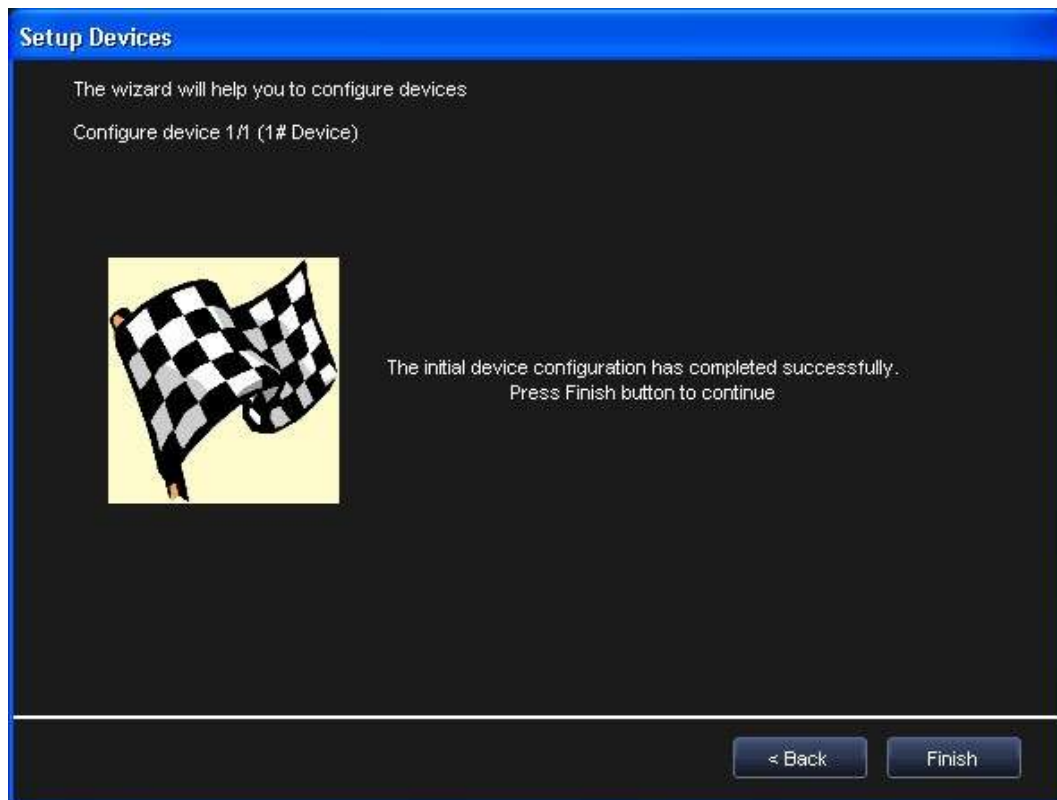 Setup Devices
The wizard will help you to configure devices
Configure device 1/1 (1# Device)
The initial device configuration has completed successfully.
Press Finish button to continue
< Back
Finish